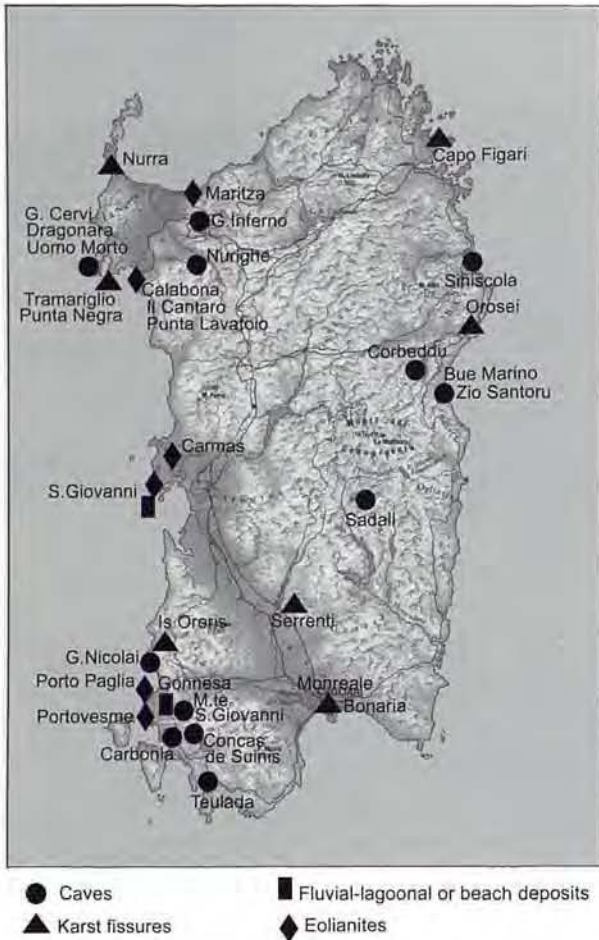 Nurra
Capo Figari
Maritza
G. Cervi
Dragonara
Uomo Morto
G.Inferno
Nurighe
Siniscola
Tramariglio
Punta Negra
Calabona
Il Cantaro
Punta Lavafoio
Orosei
Corbeddu
Bue Marino
Zio Santoru
Carmas
S.Giovanni
Sadali
Is Oreris
Serrenti
G.Nicolai
Porto Paglia
Gonnesa
M.te
S.Giovanni
Monreale
Bonaria
Portovesme
Carbonia
Concas
de Suinis
Teulada
Caves
Fluvial-lagoonal or beach deposits
Karst fissures
Eolianites